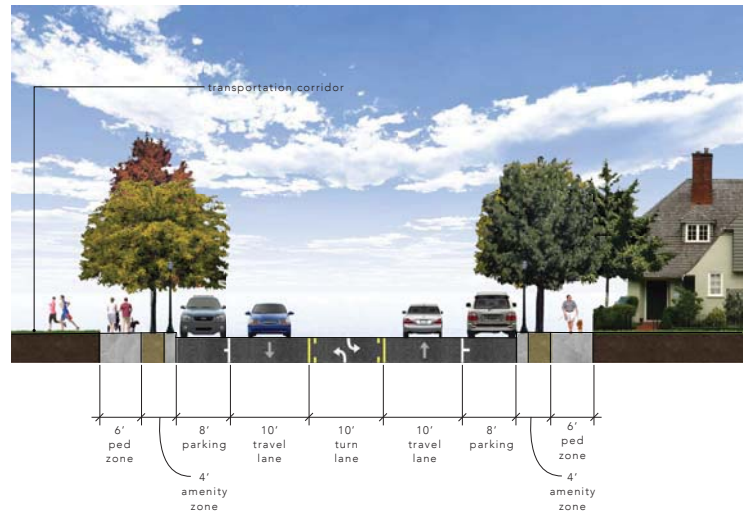 transportation corridor
6'
ped
zone
4'
amenity
zone
8'
parking
10'
travel
lane
10'
turn
lane
10'
travel
lane
8'
parking
4'
amenity
zone
6'
ped
zone